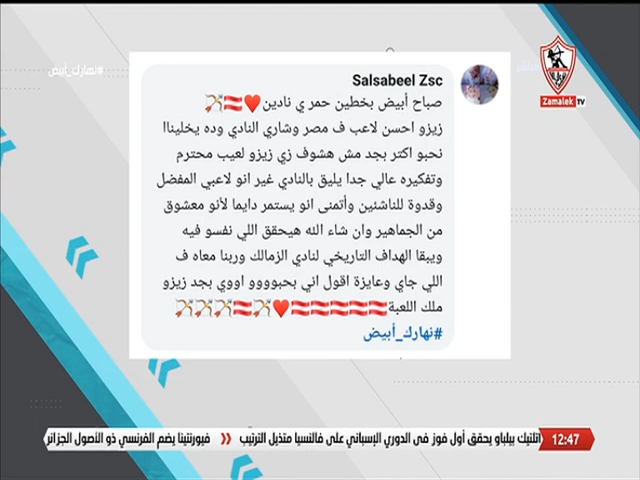 #نهارك_أبيض
Zamalek TV
Salsabeel Zsc
صباح أبيض بخطين حمر ي نادين❤️🇦🇹🏹
زيزو احسن لاعب ف مصر وشاري النادي وده يخليناا
نحبو اكتر بجد مش هشوف زي زيزو لعيب محترم
وتفكيره عالي جدا يليق بالنادي غير انو لاعبي المفضل
وقدوة للناشئين وأتمنى انو يستمر دايما لأنو معشوق
من الجماهير وان شاء الله هيحقق اللي نفسو فيه
ويبقا الهداف التاريخي لنادي الزمالك وربنا معاه ف
اللي جاي وعايزة اقول اني بحبوووو اووي بجد زيزو
ملك اللعبة🇦🇹🇦🇹🇦🇹🇦🇹🇦🇹❤️🏹🇦🇹🏹🏹🏹
#نهارك_أبيض
12:47
اتلتيك بيلباو يحقق أول فوز فى الدوري الإسباني على فالنسيا متذيل الترتيب
فيورنتينا يضم الفرنسي ذو الأصول الجزائر